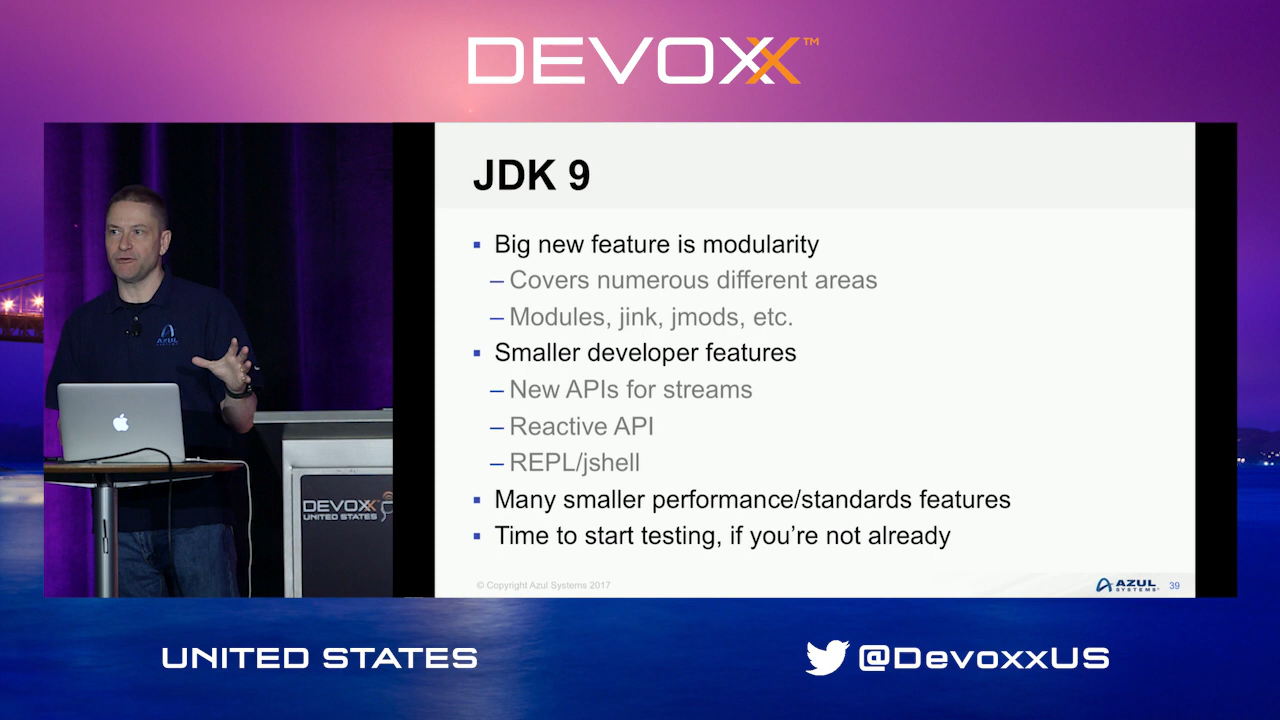 DEVOXX™
JDK 9
Big new feature is modularity
– Covers numerous different areas
– Modules, jink, jmods, etc.
Smaller developer features
– New APIs for streams
– Reactive API
– REPL/jshell
Many smaller performance/standards features
Time to start testing, if you’re not already
© Copyright Azul Systems 2017
AZUL
SYSTEMS
39
AZUL
SYSTEMS
DEVOXX
UNITED STATES
UNITED STATES
@DevoxxUS